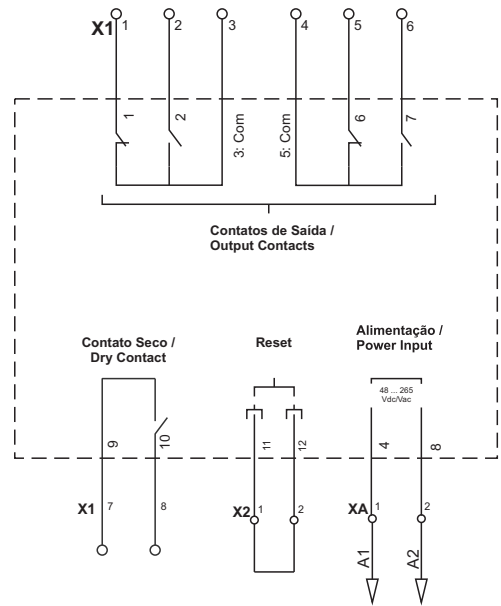 X1 1 2 3 4 5 6
1 2 3: Com 5: Com 6 7
Contatos de Saída /
Output Contacts
Contato Seco /
Dry Contact
Reset
Alimentação /
Power Input
48 ... 265
Vdc/Vac
9 10 11 12 4 8
X1 7 8 X2 1 2 XA 1 2
A1 A2